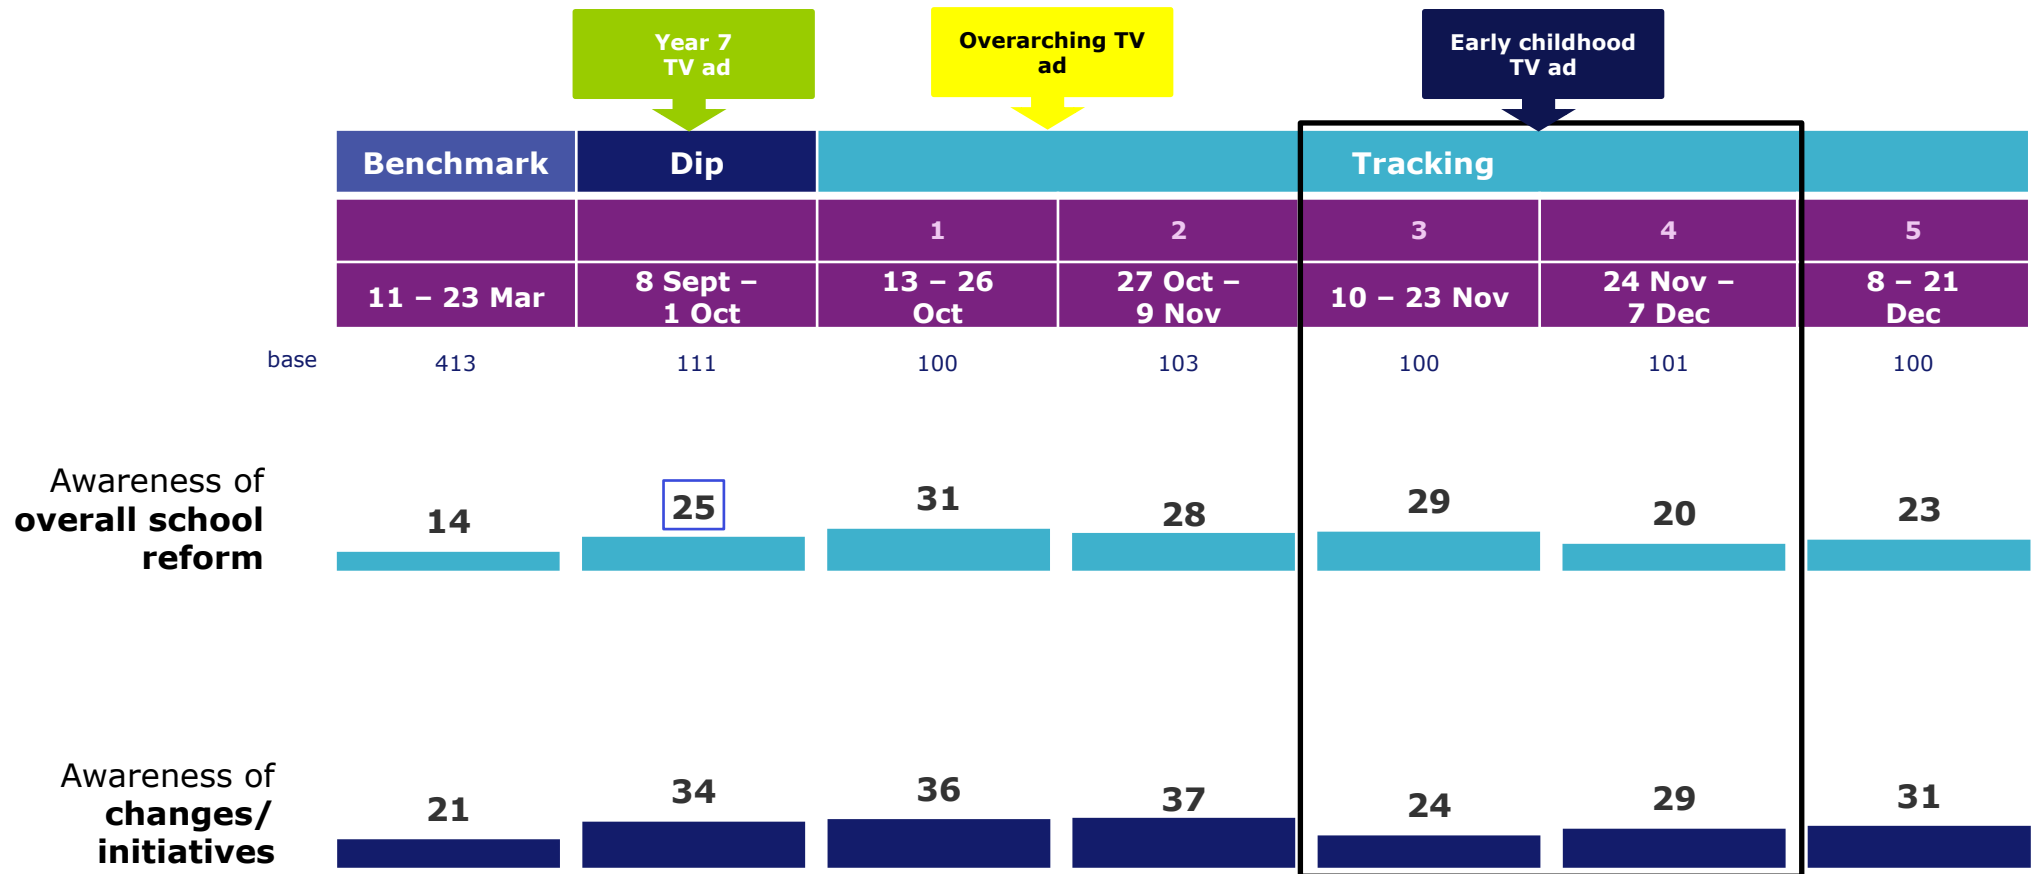 Year 7
TV ad
Overarching TV
ad
Early childhood
TV ad
Benchmark
Dip
Tracking
1
2
3
4
5
11 – 23 Mar
8 Sept –
1 Oct
13 – 26
Oct
27 Oct –
9 Nov
10 – 23 Nov
24 Nov –
7 Dec
8 – 21
Dec
base
413
111
100
103
100
101
100
Awareness of
overall school
reform
14
25
31
28
29
20
23
Awareness of
changes/
initiatives
21
34
36
37
24
29
31